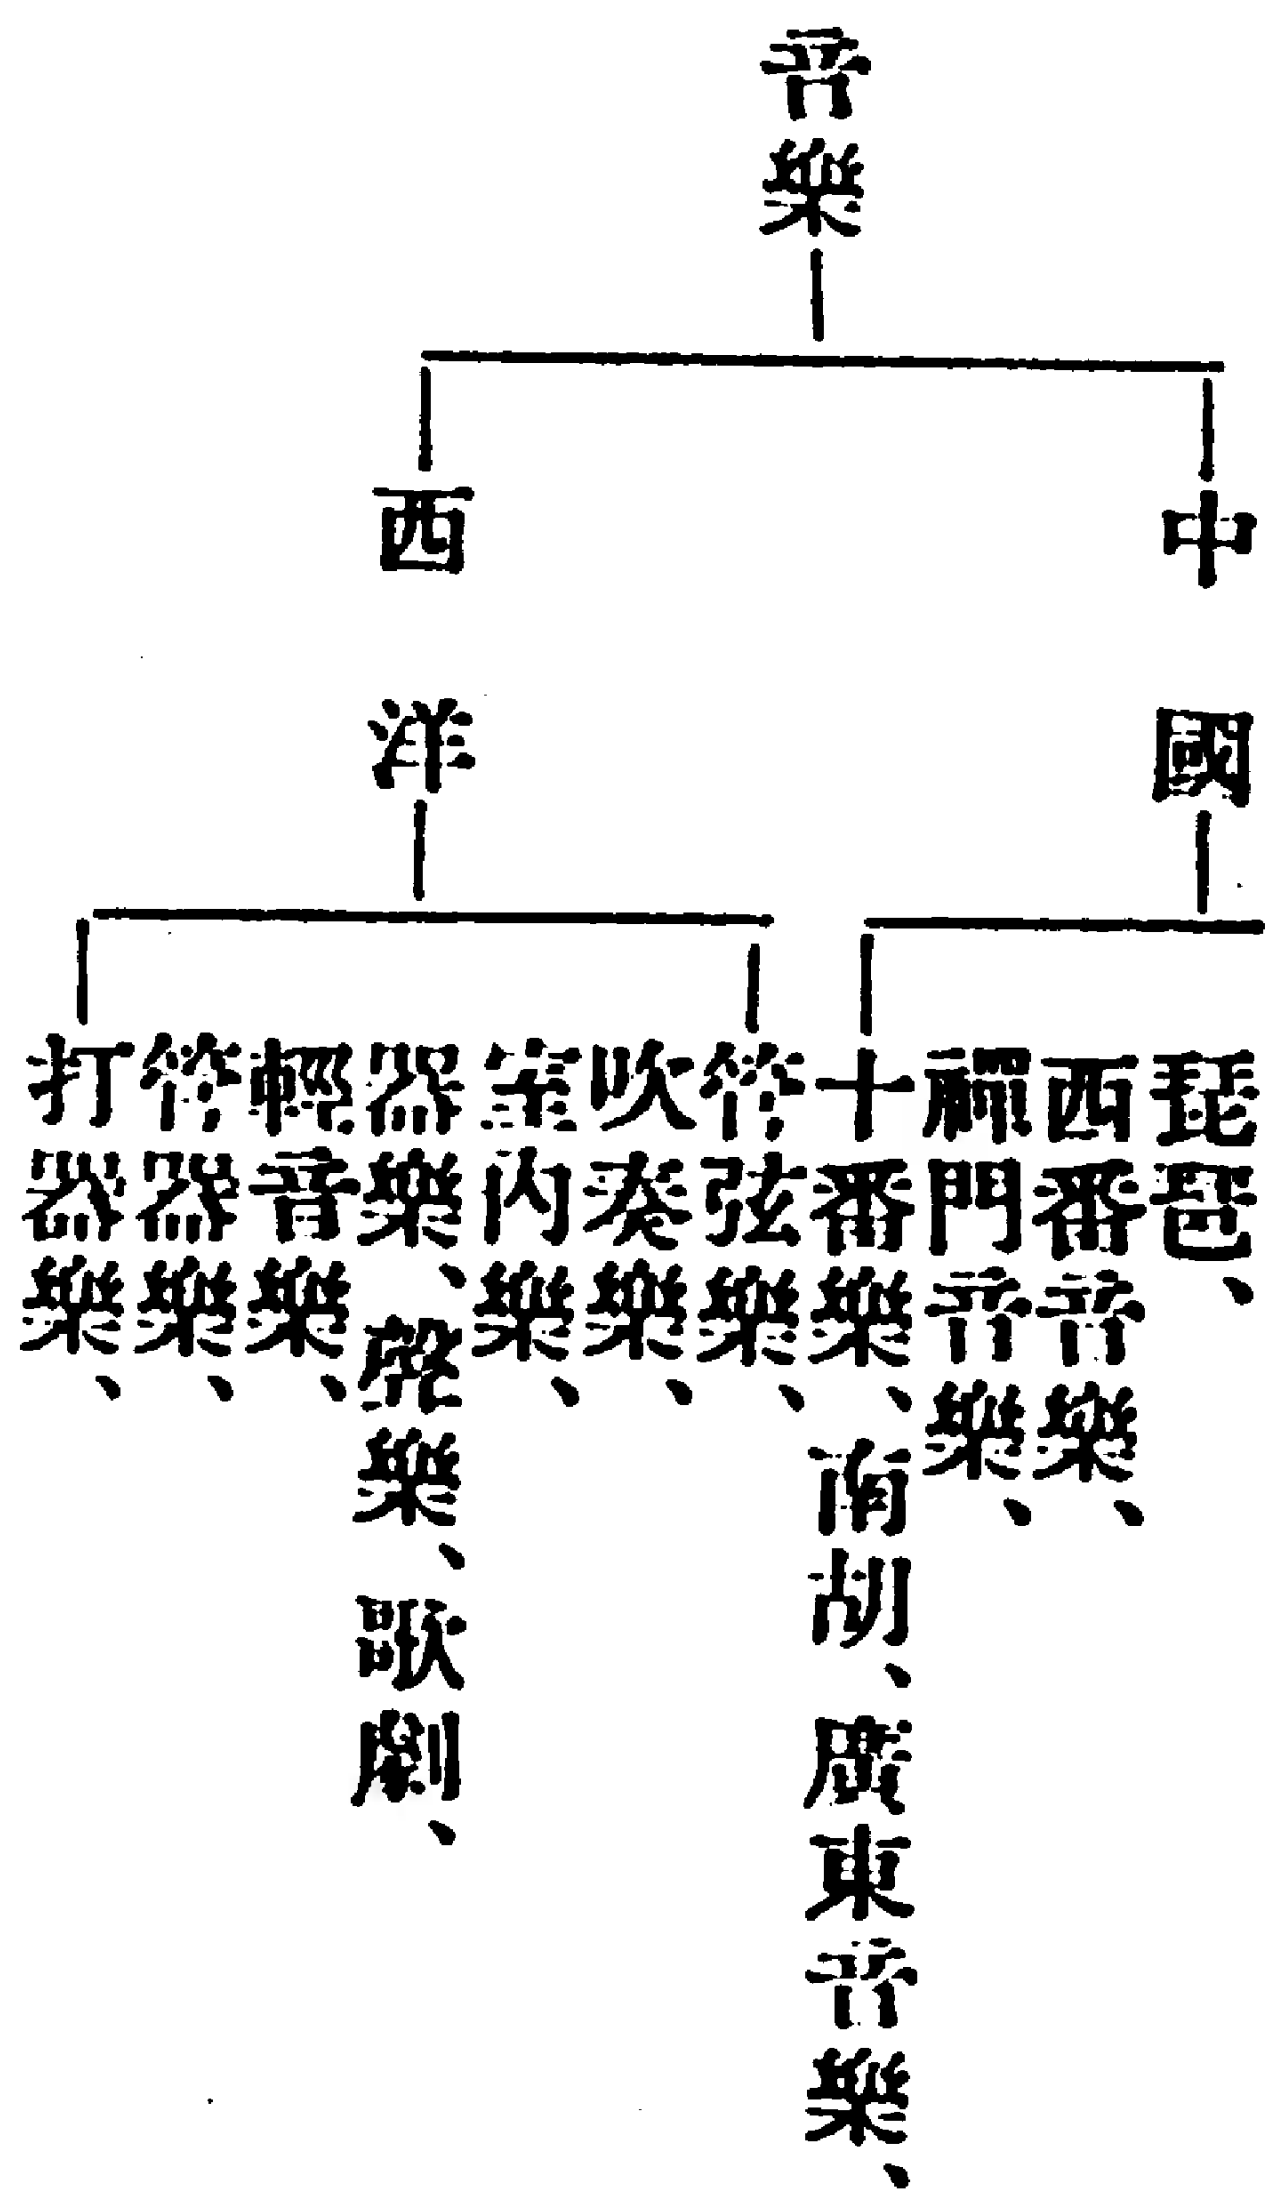 音樂
中國
琵琶、
西番音樂、
禪門音樂、
十番樂、南胡、廣東音樂、
西洋
管弦樂、
吹奏樂、
室內樂、
器樂、聲樂、歌劇、
輕音樂、
管器樂、
打器樂、